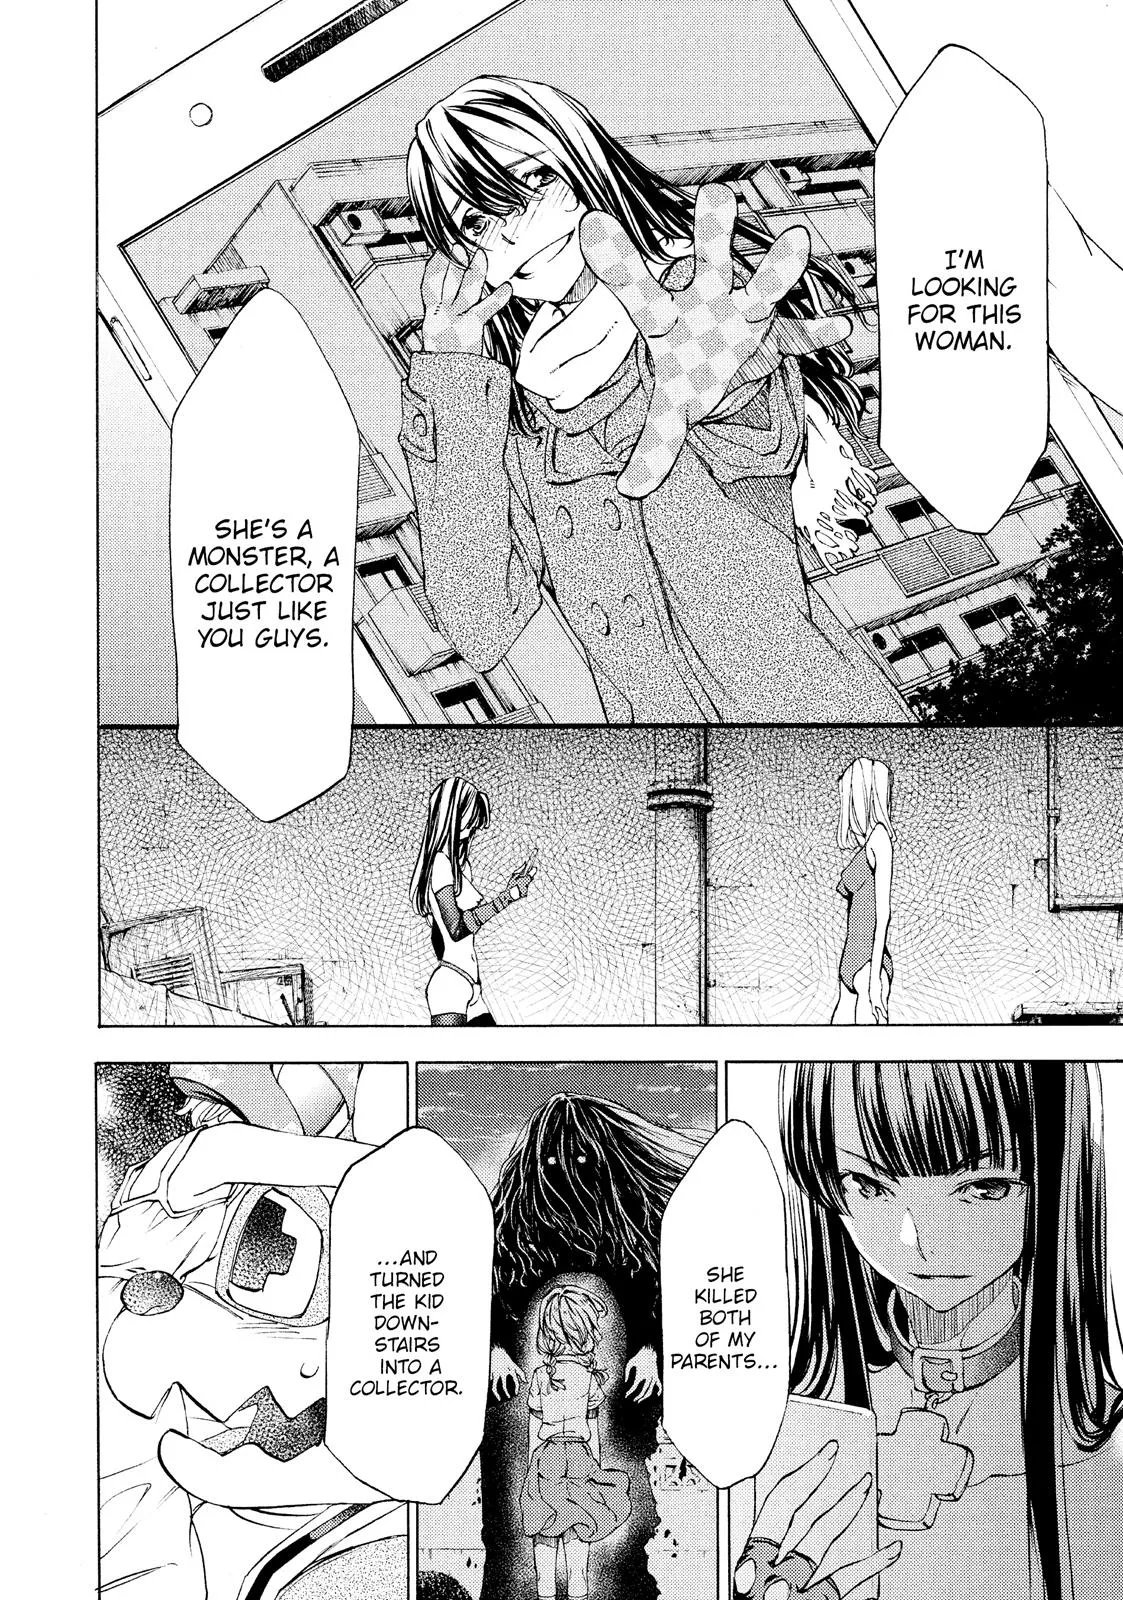 I'M
LOOKING
FOR THIS
WOMAN.
SHE'S A
MONSTER, A
COLLECTOR
JUST LIKE
YOU GUYS.
SHE
KILLED
BOTH
OF MY
PARENTS...
...AND
TURNED
THE KID
DOWN-
STAIRS
INTO A
COLLECTOR.